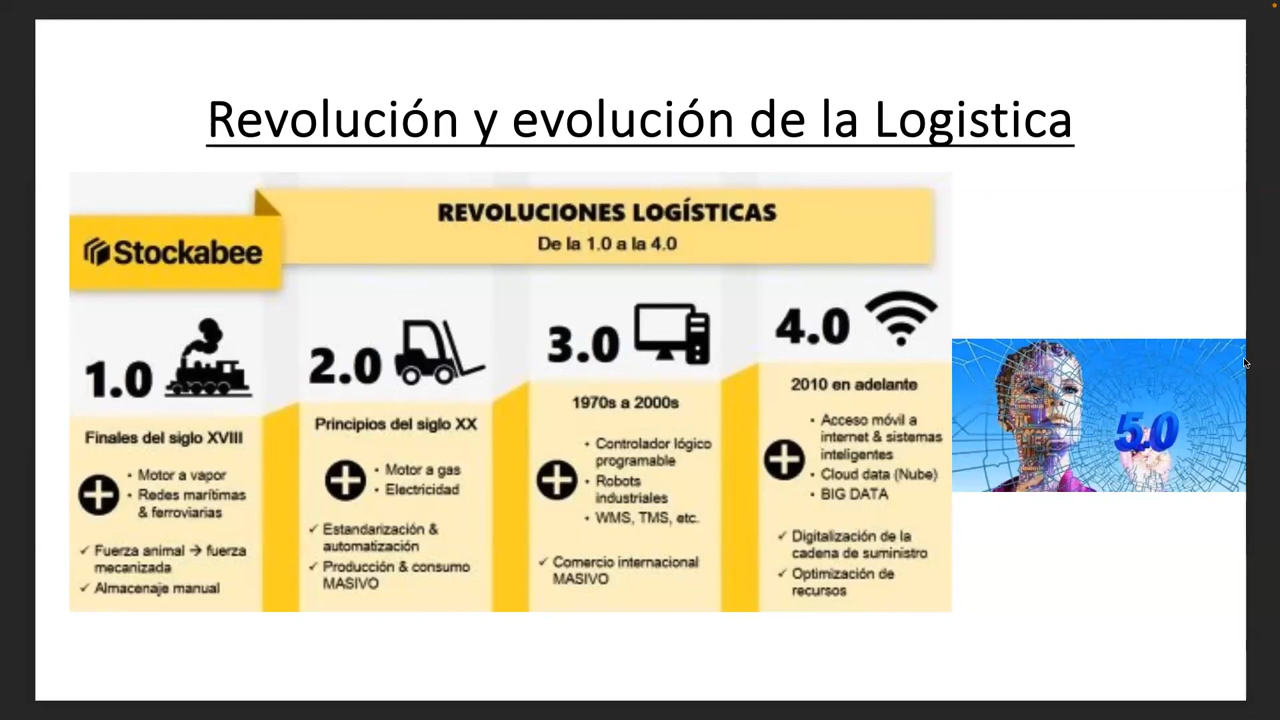 Revolución y evolución de la Logistica
Stockabee
REVOLUCIONES LOGÍSTICAS
De la 1.0 a la 4.0
1.0
Finales del siglo XVIII
• Motor a vapor
• Redes marítimas
& ferroviarias
✓ Fuerza animal → fuerza
mecanizada
✓ Almacenaje manual
2.0
Principios del siglo XX
• Motor a gas
• Electricidad
✓ Estandarización &
automatización
✓ Producción & consumo
MASIVO
3.0
1970s a 2000s
• Controlador lógico
programable
• Robots
industriales
• WMS, TMS, etc.
✓ Comercio internacional
MASIVO
4.0
2010 en adelante
• Acceso móvil a
internet & sistemas
inteligentes
• Cloud data (Nube)
• BIG DATA
✓ Digitalización de la
cadena de suministro
✓ Optimización de
recursos
5.0